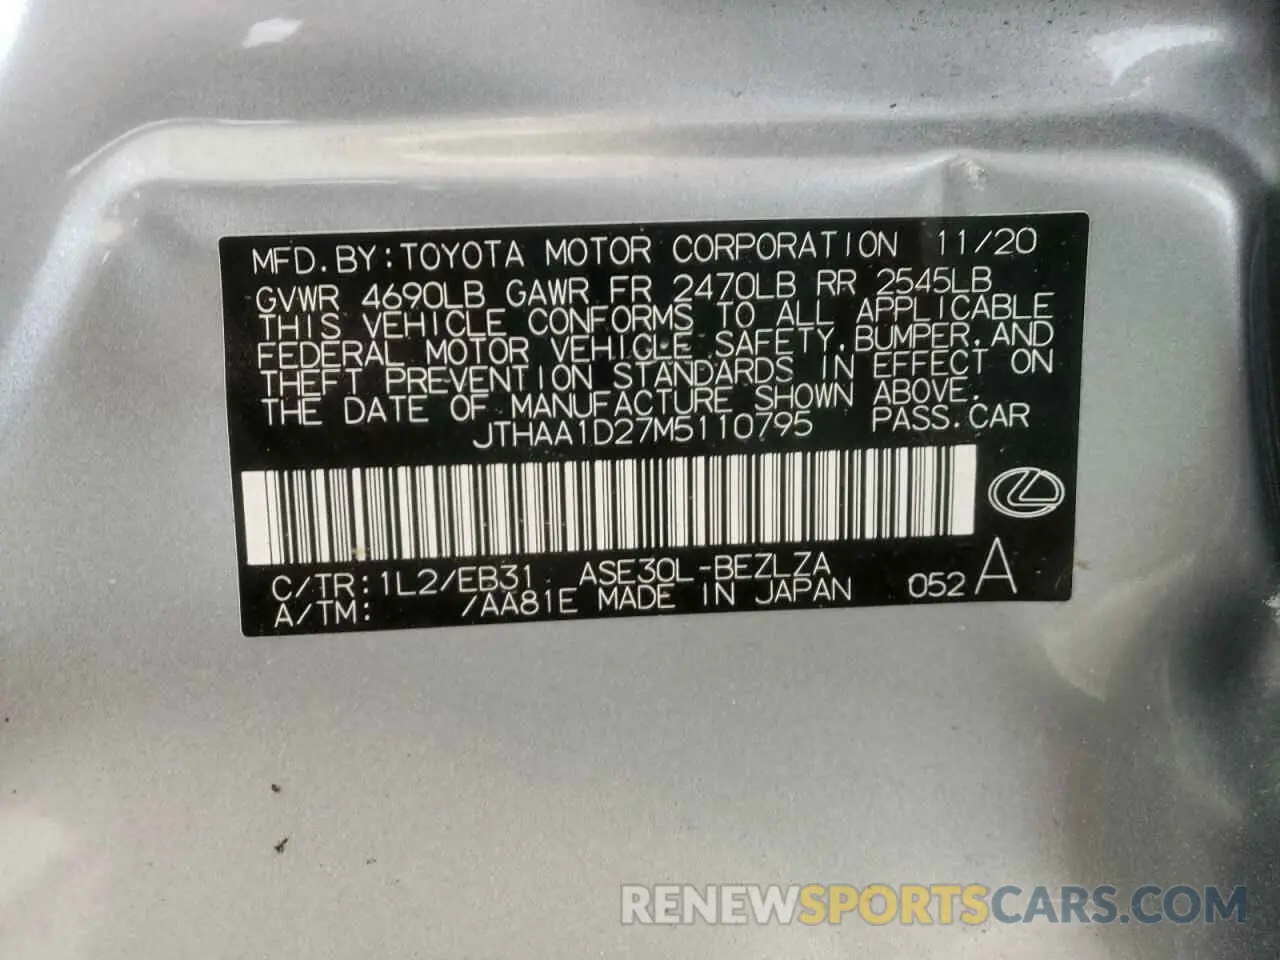 MFD.BY:TOYOTA MOTOR CORPORATION 11/20
GVWR 4690LB GAWR FR 2470LB RR 2545LB
THIS VEHICLE CONFORMS TO ALL APPLICABLE
FEDERAL MOTOR VEHICLE SAFETY,BUMPER,AND
THEFT PREVENTION STANDARDS IN EFFECT ON
THE DATE OF MANUFACTURE SHOWN ABOVE.
JTHAA1D27M5110795 PASS.CAR
C/TR:1L2/EB31 ASE30L-BEZLZA
A/TM: /AA81E MADE IN JAPAN 052 A
RENEWSPORTSCARS.COM